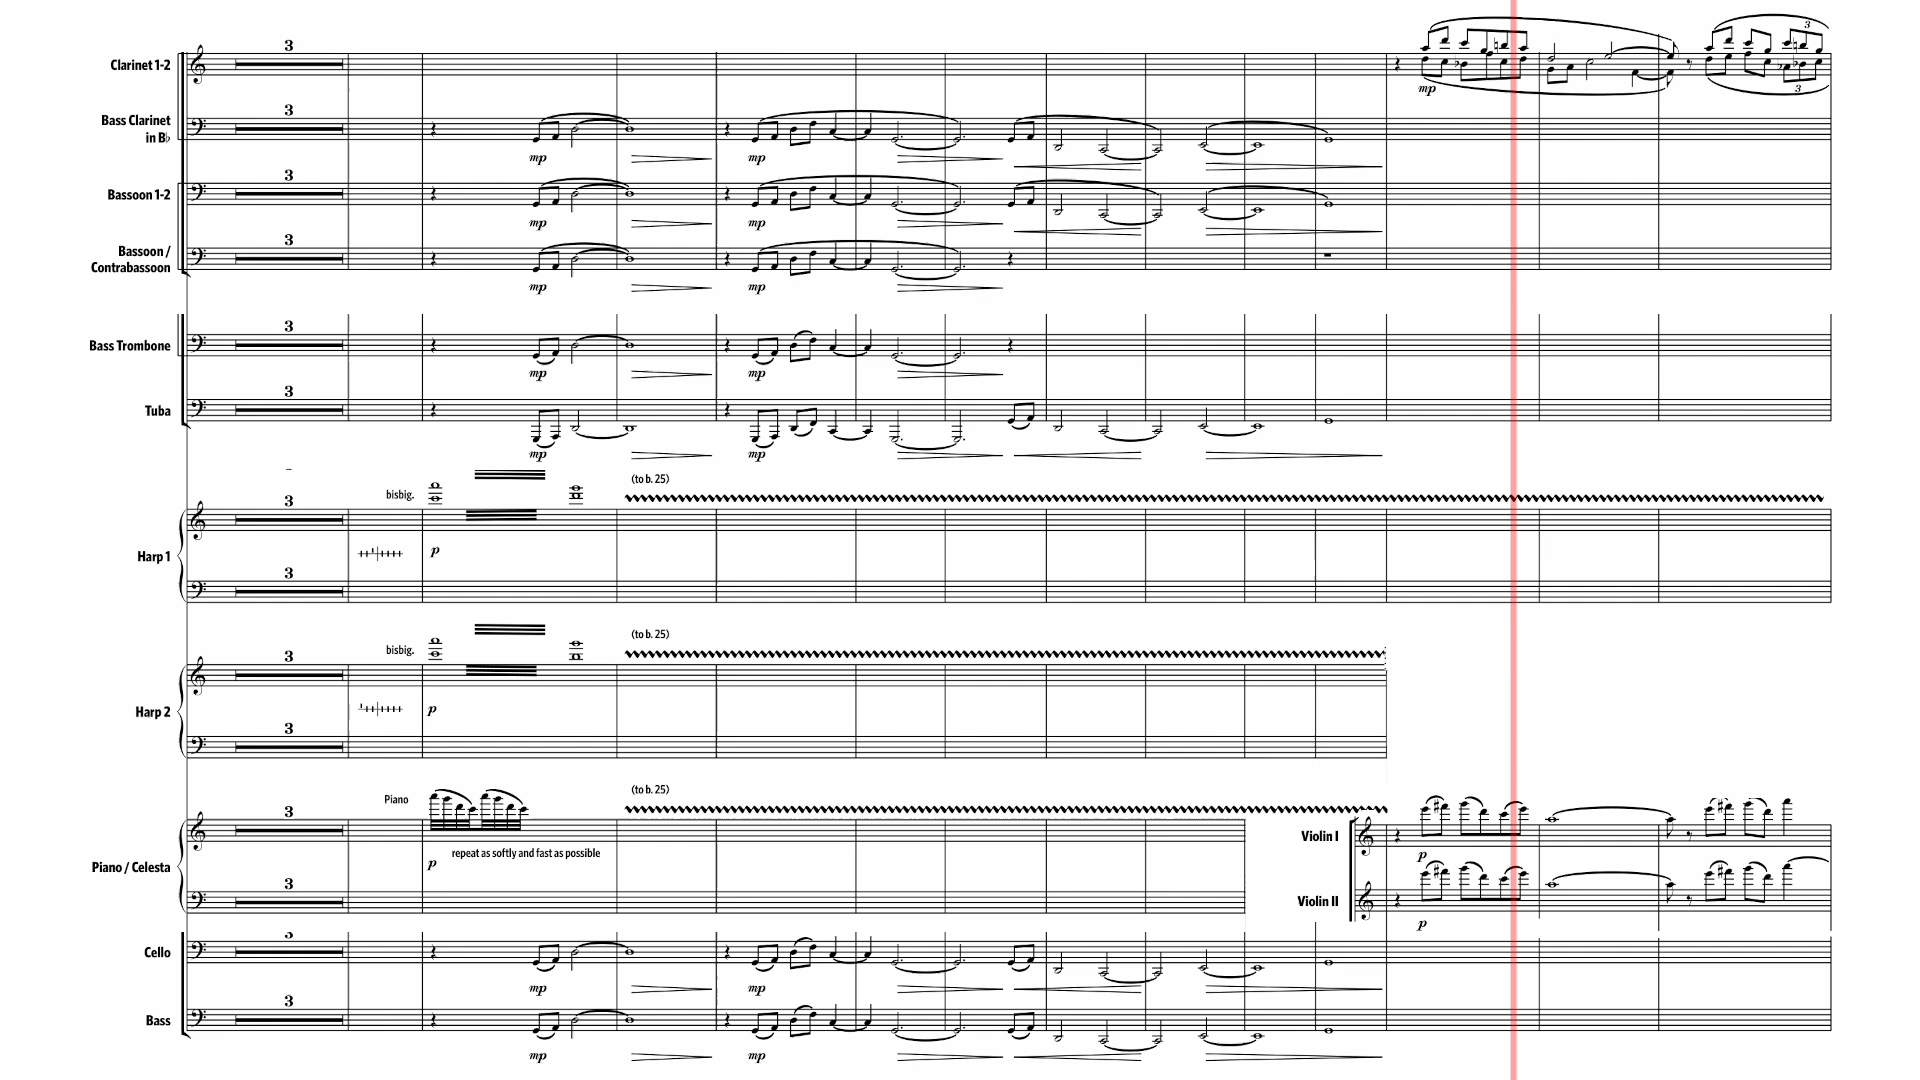 3
Clarinet 1-2
mp
3
3
3
Bass Clarinet
in B♭
mp
mp
3
Bassoon 1-2
mp
mp
3
Bassoon /
Contrabassoon
mp
mp
3
Bass Trombone
mp
mp
3
Tuba
mp
mp
(to b. 25)
bisbig.
3
Harp 1
p
3
(to b. 25)
bisbig.
3
Harp 2
p
3
(to b. 25)
Piano
3
Violin I
repeat as softly and fast as possible
p
p
Piano / Celesta
3
Violin II
p
3
Cello
mp
mp
3
Bass
mp
mp